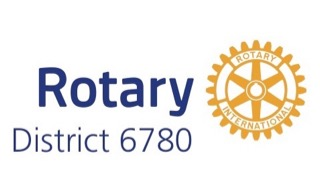 Rotary
District 6780
ROTARY
INTERNATIONAL